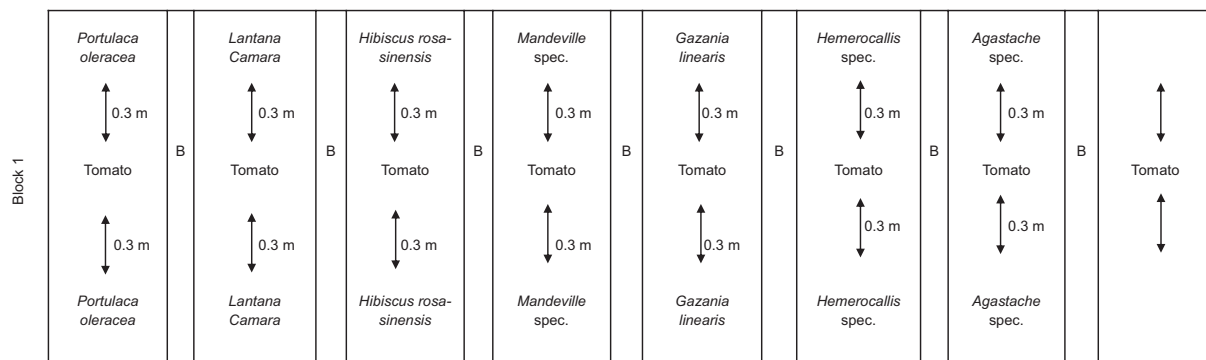 Block 1
Portulaca
oleracea
0.3 m
Tomato
0.3 m
Portulaca
oleracea
B
Lantana
Camara
0.3 m
Tomato
0.3 m
Lantana
Camara
B
Hibiscus rosa-
sinensis
0.3 m
Tomato
0.3 m
Hibiscus rosa-
sinensis
B
Mandeville
spec.
0.3 m
Tomato
0.3 m
Mandeville
spec.
B
Gazania
linearis
0.3 m
Tomato
0.3 m
Gazania
linearis
B
Hemerocallis
spec.
0.3 m
Tomato
0.3 m
Hemerocallis
spec.
B
Agastache
spec.
0.3 m
Tomato
0.3 m
Agastache
spec.
B
Tomato